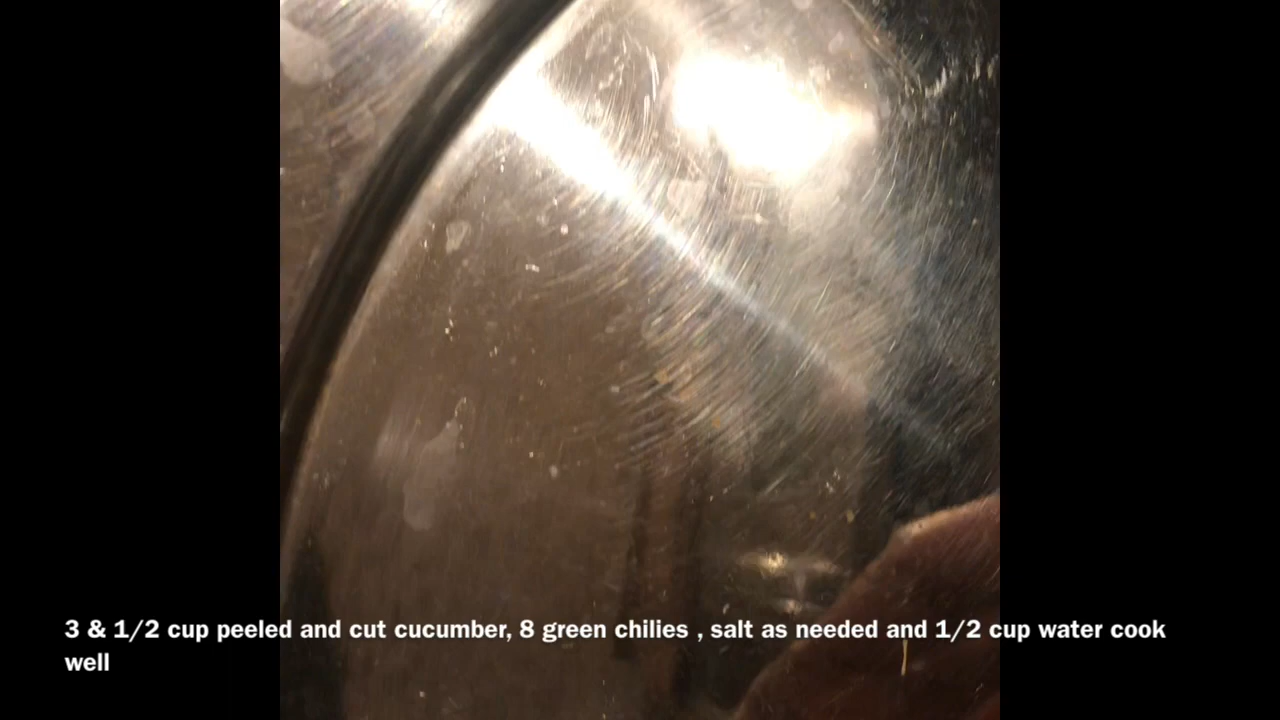 3 & 1/2 cup peeled and cut cucumber, 8 green chilies , salt as needed and 1/2 cup water cook
well